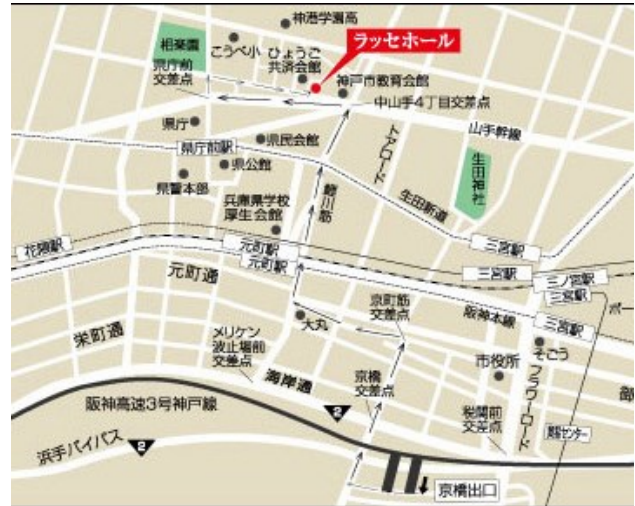 神港学園高
ラッセホール
相楽園
こうべ小
ひょうご
共済会館
県庁前
交差点
神戸市教育会館
中山手4丁目交差点
県庁
県民会館
山手幹線
県庁前駅
トアロード
県公館
生田神社
県警本部
鯉川筋
兵庫県学校
厚生会館
生田新道
花隈駅
元町駅
元町駅
三宮駅
三宮駅
三ノ宮駅
三宮駅
元町通
京町筋
交差点
阪神本線
三宮駅
ポー
大丸
栄町通
メリケン
波止場前
交差点
そごう
市役所
海岸通
京橋
交差点
フラワーロード
阪神高速3号神戸線
2
税関前
交差点
浜手バイパス
2
京橋出口